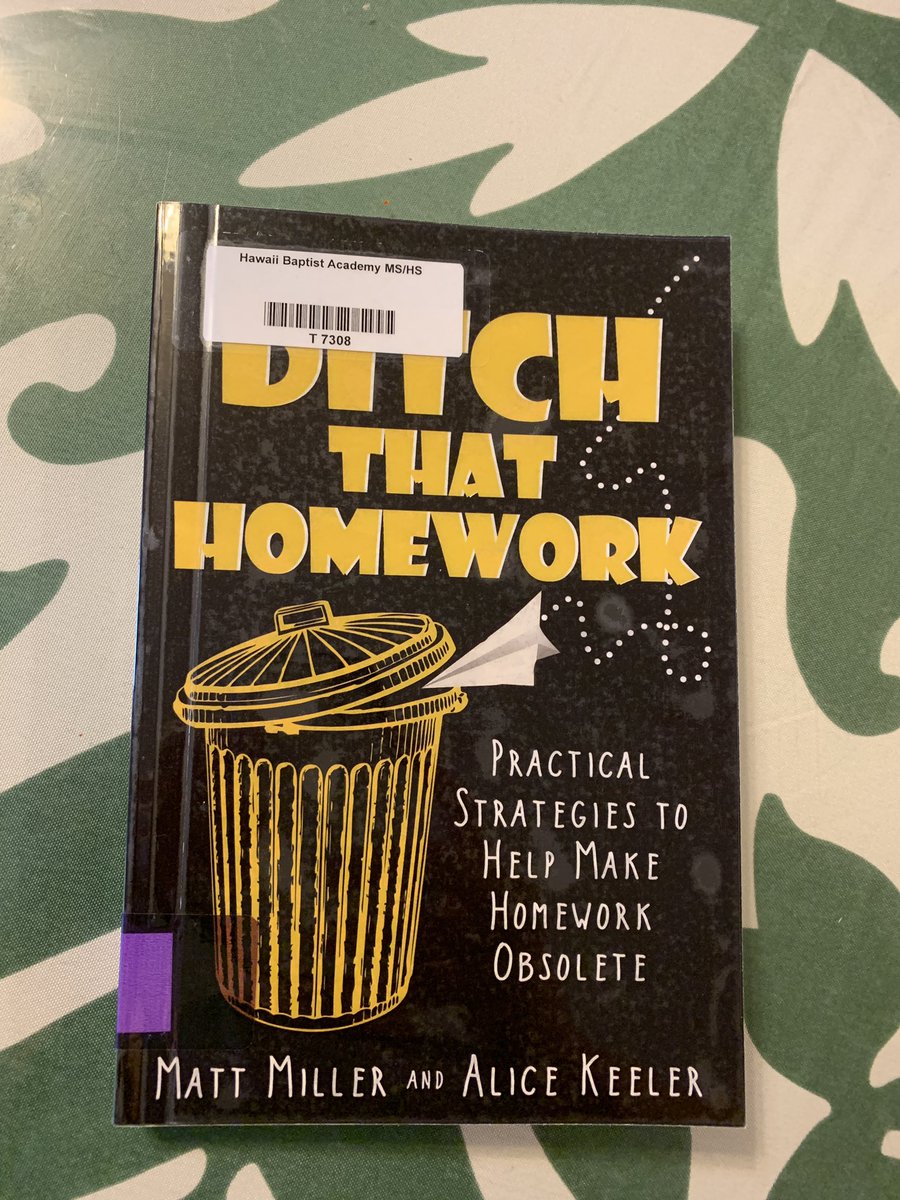 Hawaii Baptist Academy MS/HS
T 7308
DITCH
THAT
HOMEWORK
PRACTICAL
STRATEGIES TO
HELP MAKE
HOMEWORK
OBSOLETE
MATT MILLER AND ALICE KEELER